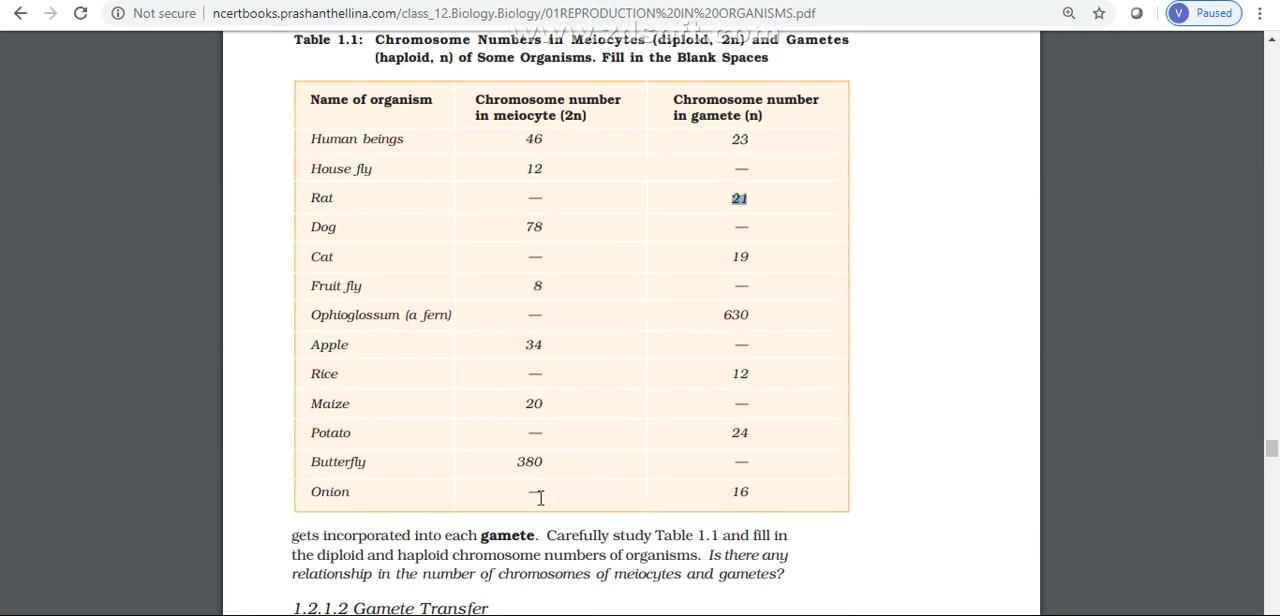 Not secure
ncertbooks.prashanthellina.com/class_12.Biology.Biology/01REPRODUCTION%20IN%20ORGANISMS.pdf
V Paused
Table 1.1: Chromosome Numbers in Meiocytes (diploid, 2n) and Gametes
(haploid, n) of Some Organisms. Fill in the Blank Spaces
Name of organism Chromosome number in meiocyte (2n) Chromosome number in gamete (n)
Human beings 46 23
House fly 12 —
Rat — 21
Dog 78 —
Cat — 19
Fruit fly 8 —
Ophioglossum (a fern) — 630
Apple 34 —
Rice — 12
Maize 20 —
Potato — 24
Butterfly 380 —
Onion — 16
gets incorporated into each gamete. Carefully study Table 1.1 and fill in
the diploid and haploid chromosome numbers of organisms. Is there any
relationship in the number of chromosomes of meiocytes and gametes?
1.2.1.2 Gamete Transfer